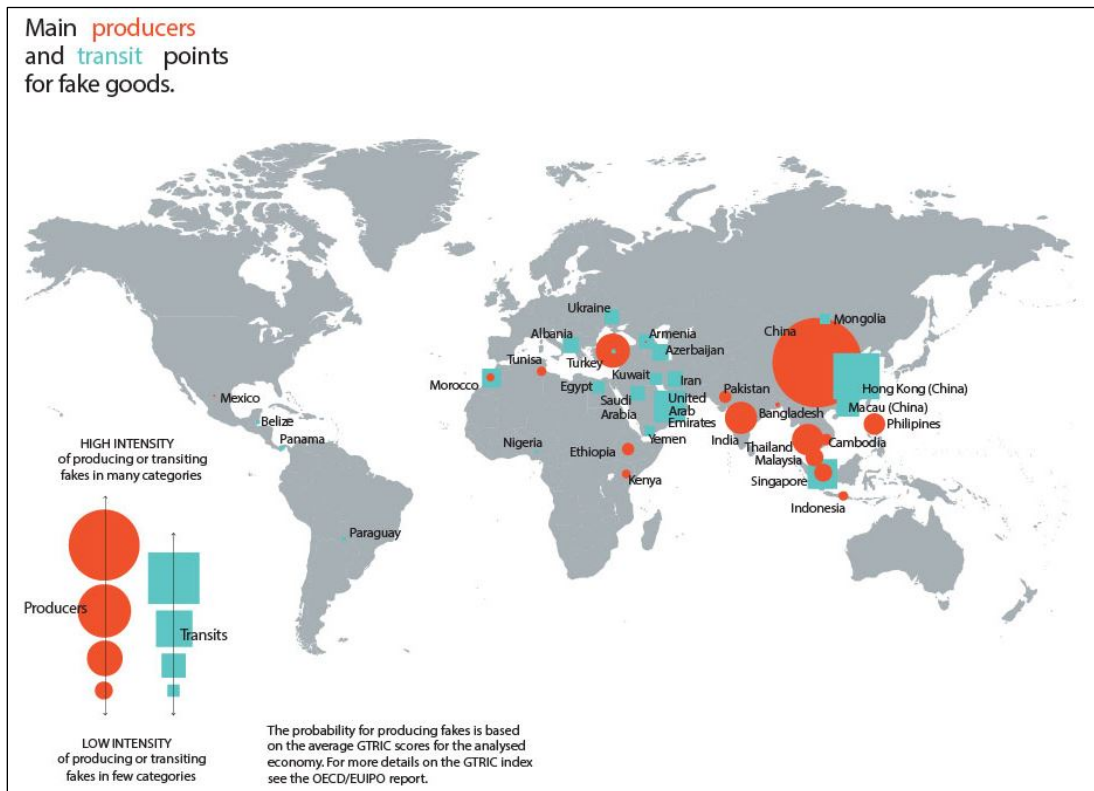 Main producers
and transit points
for fake goods.
Ukraine
Albania
Armenia
Azerbaijan
Turkey
Tunisa
Morocco
Egypt
Kuwait
Iran
Saudi
Arabia
United
Arab
Emirates
Yemen
Nigeria
Ethiopia
Kenya
China
Mongolia
Hong Kong (China)
Macau (China)
Pakistan
Bangladesh
India
Philipines
Thailand
Cambodia
Malaysia
Singapore
Indonesia
Mexico
Belize
Panama
Paraguay
HIGH INTENSITY
of producing or transiting
fakes in many categories
Producers
Transits
LOW INTENSITY
of producing or transiting
fakes in few categories
The probability for producing fakes is based
on the average GTRIC scores for the analysed
economy. For more details on the GTRIC index
see the OECD/EUIPO report.